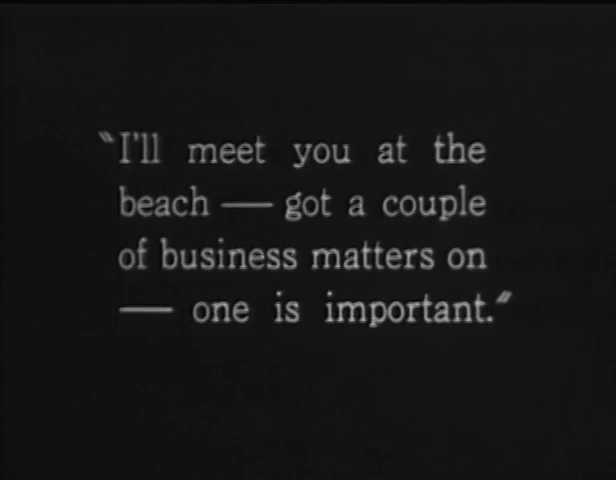 "I'll meet you at the
beach — got a couple
of business matters on
— one is important."